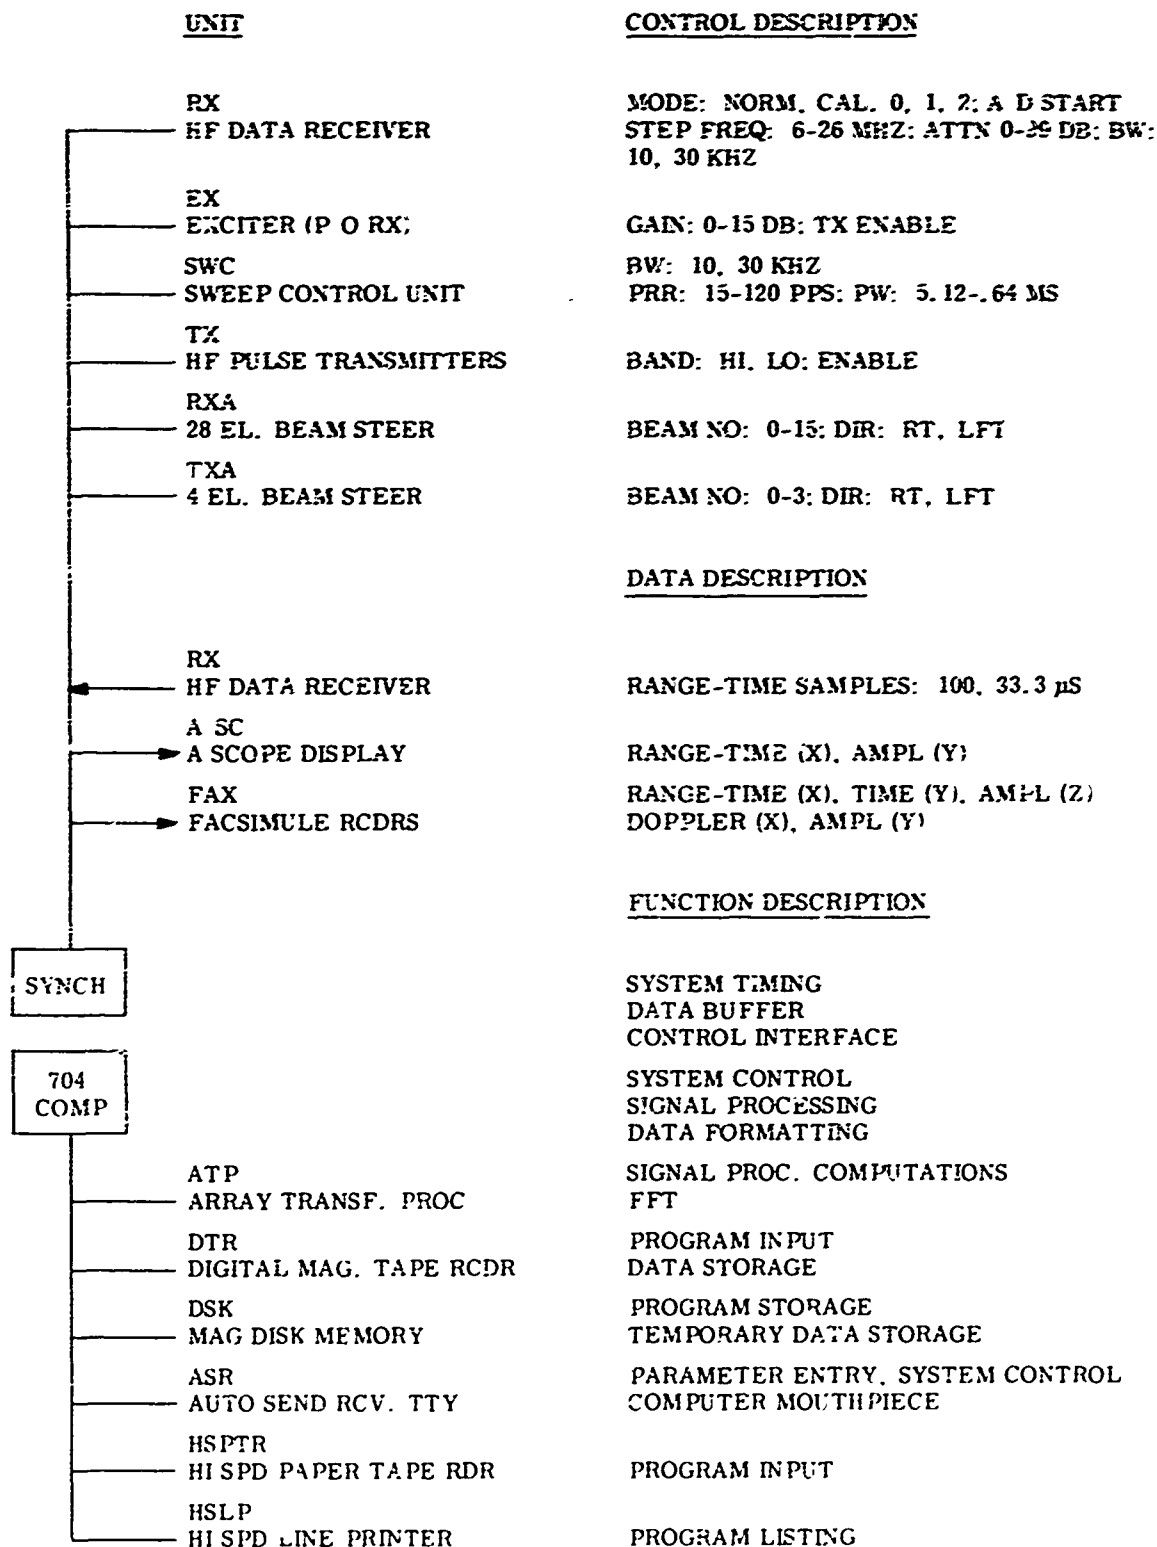 UNIT CONTROL DESCRIPTION
RX MODE: NORM, CAL, 0, 1, 2; A D START
HF DATA RECEIVER STEP FREQ: 6-26 MHZ; ATTN 0- DB; BW:
10, 30 KHZ
EX
EXCITER (P O RX) GAIN: 0-15 DB; TX ENABLE
SWC BW: 10, 30 KHZ
SWEEP CONTROL UNIT PRR: 15-120 PPS; PW: 5.12-.64 MS
TX
HF PULSE TRANSMITTERS BAND: HI, LO; ENABLE
RXA
28 EL. BEAM STEER BEAM NO: 0-15; DIR: RT, LFT
TXA
4 EL. BEAM STEER BEAM NO: 0-3; DIR: RT, LFT
DATA DESCRIPTION
RX
HF DATA RECEIVER RANGE-TIME SAMPLES: 100, 33.3 µS
A SC
A SCOPE DISPLAY RANGE-TIME (X), AMPL (Y)
FAX RANGE-TIME (X), TIME (Y), AMPL (Z)
FACSIMULE RCDRS DOPPLER (X), AMPL (Y)
FUNCTION DESCRIPTION
SYNCH SYSTEM TIMING
DATA BUFFER
CONTROL INTERFACE
704 SYSTEM CONTROL
COMP SIGNAL PROCESSING
DATA FORMATTING
ATP SIGNAL PROC. COMPUTATIONS
ARRAY TRANSF. PROC FFT
DTR PROGRAM INPUT
DIGITAL MAG. TAPE RCDR DATA STORAGE
DSK PROGRAM STORAGE
MAG DISK MEMORY TEMPORARY DATA STORAGE
ASR PARAMETER ENTRY, SYSTEM CONTROL
AUTO SEND RCV. TTY COMPUTER MOUTHPIECE
HSPTR
HI SPD PAPER TAPE RDR PROGRAM INPUT
HSLP
HI SPD LINE PRINTER PROGRAM LISTING